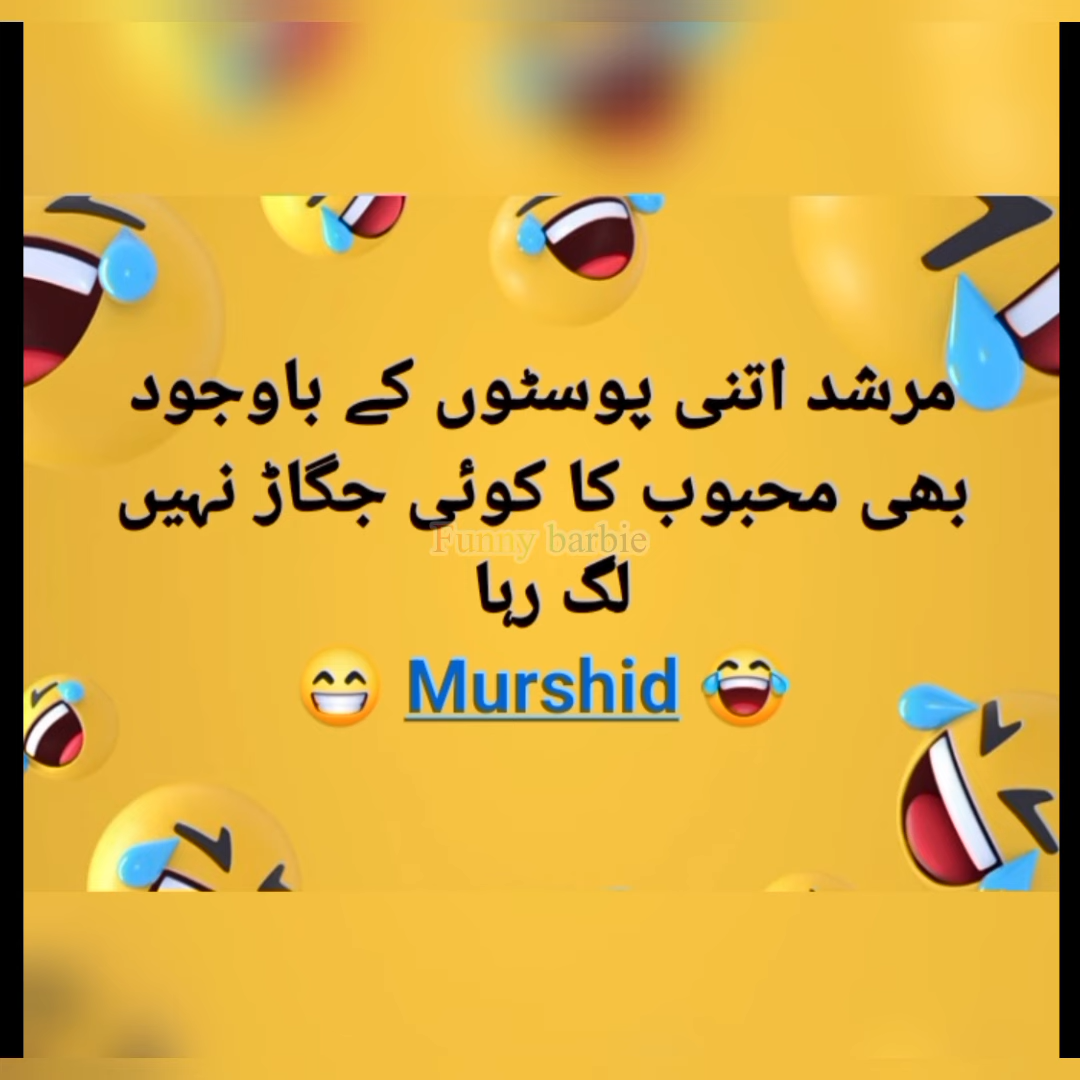 مرشد اتنی پوسٹوں کے باوجود
بھی محبوب کا کوئی جگاڑ نہیں
Funny barbie
لگ رہا
😁 Murshid 😂